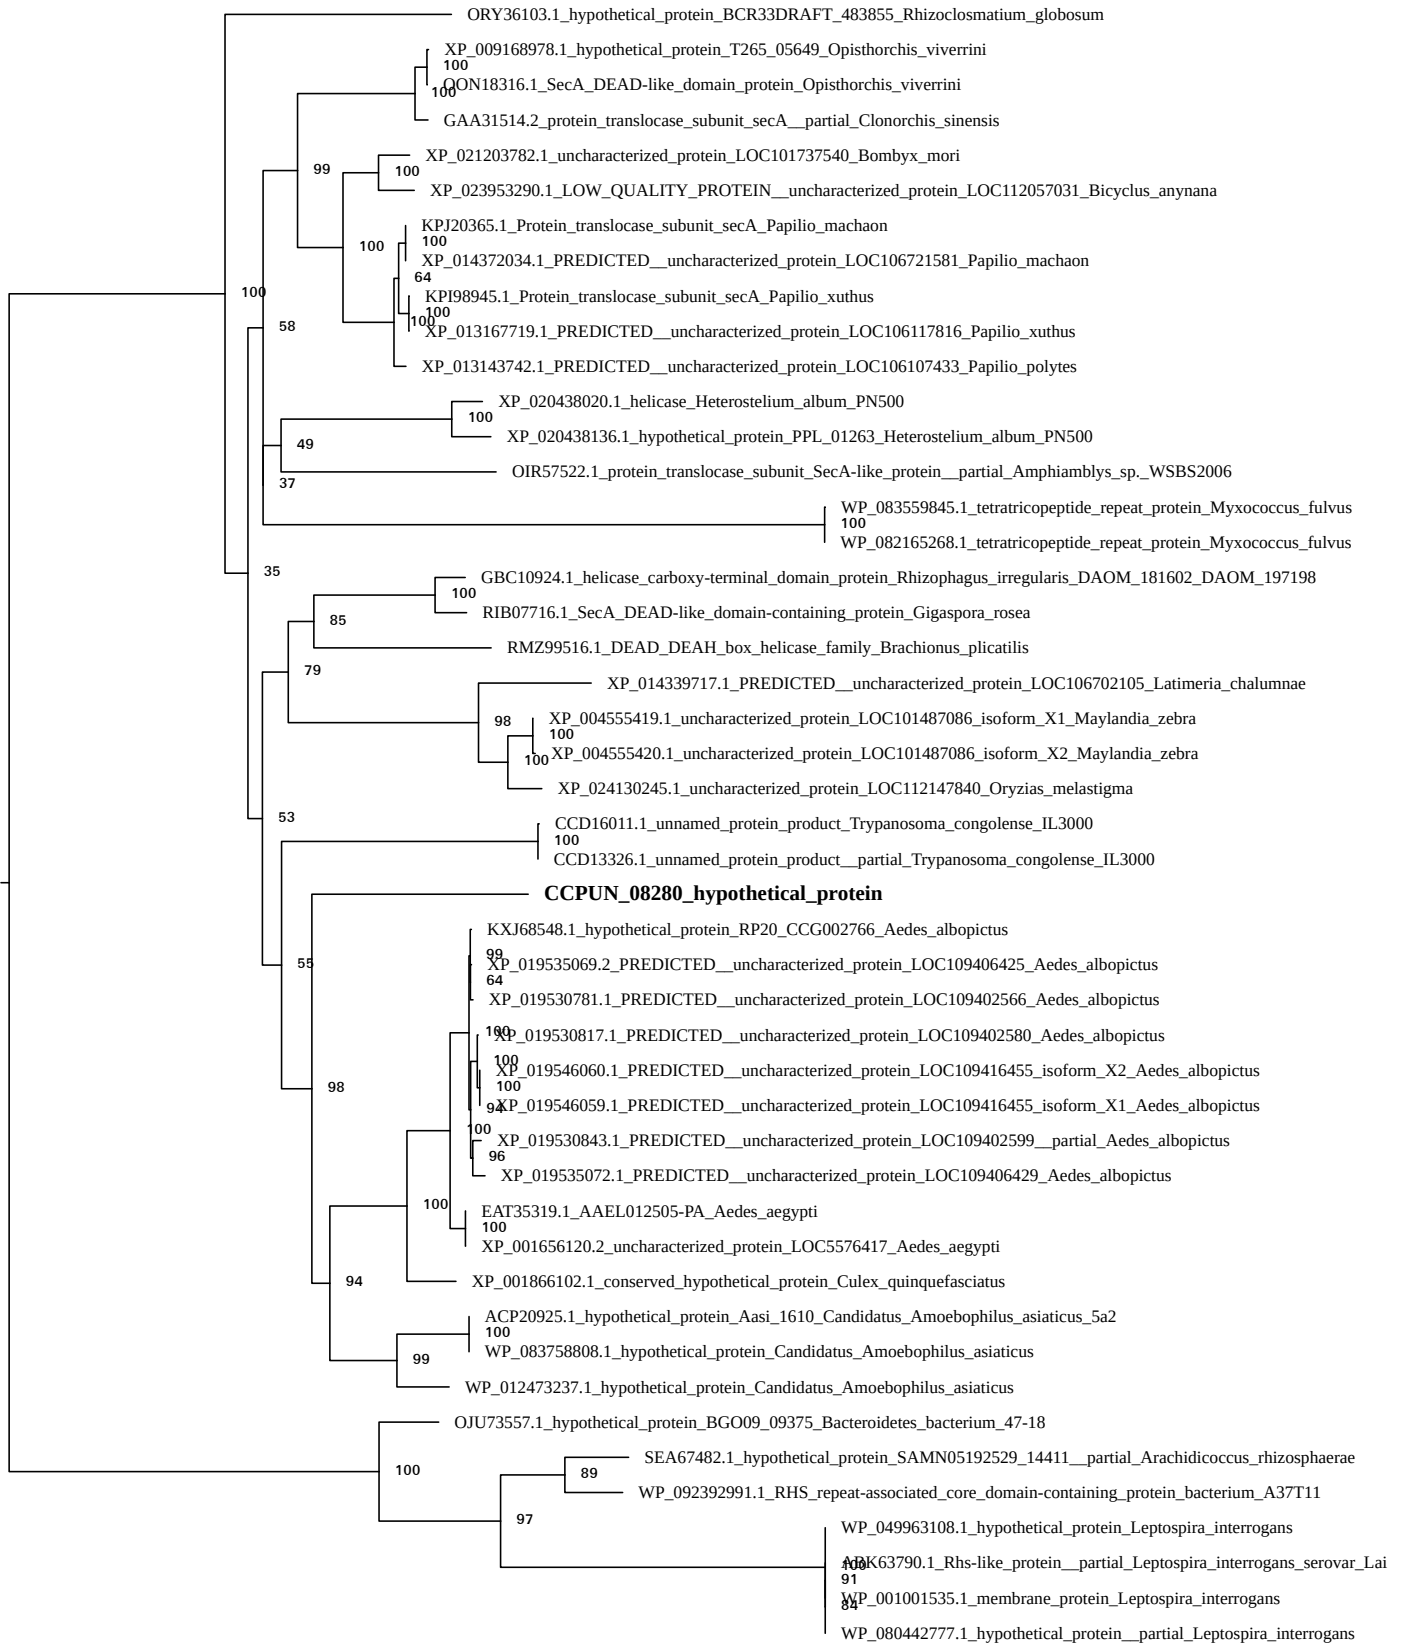 ORY36103.1_hypothetical_protein_BCR33DRAFT_483855_Rhizoclosmatium_globosum
XP_009168978.1_hypothetical_protein_T265_05649_Opisthorchis_viverrini
100
OON18316.1_SecA_DEAD-like_domain_protein_Opisthorchis_viverrini
100
GAA31514.2_protein_translocase_subunit_secA__partial_Clonorchis_sinensis
XP_021203782.1_uncharacterized_protein_LOC101737540_Bombyx_mori
99
100
XP_023953290.1_LOW_QUALITY_PROTEIN__uncharacterized_protein_LOC112057031_Bicyclus_anynana
KPJ20365.1_Protein_translocase_subunit_secA_Papilio_machaon
100
100
XP_014372034.1_PREDICTED__uncharacterized_protein_LOC106721581_Papilio_machaon
64
100
KPI98945.1_Protein_translocase_subunit_secA_Papilio_xuthus
100
100
58
XP_013167719.1_PREDICTED__uncharacterized_protein_LOC106117816_Papilio_xuthus
XP_013143742.1_PREDICTED__uncharacterized_protein_LOC106107433_Papilio_polytes
XP_020438020.1_helicase_Heterostelium_album_PN500
100
XP_020438136.1_hypothetical_protein_PPL_01263_Heterostelium_album_PN500
49
OIR57522.1_protein_translocase_subunit_SecA-like_protein__partial_Amphiamblys_sp._WSBS2006
37
WP_083559845.1_tetratricopeptide_repeat_protein_Myxococcus_fulvus
100
WP_082165268.1_tetratricopeptide_repeat_protein_Myxococcus_fulvus
35
GBC10924.1_helicase_carboxy-terminal_domain_protein_Rhizophagus_irregularis_DAOM_181602_DAOM_197198
100
RIB07716.1_SecA_DEAD-like_domain-containing_protein_Gigaspora_rosea
85
RMZ99516.1_DEAD_DEAH_box_helicase_family_Brachionus_plicatilis
79
XP_014339717.1_PREDICTED__uncharacterized_protein_LOC106702105_Latimeria_chalumnae
98
XP_004555419.1_uncharacterized_protein_LOC101487086_isoform_X1_Maylandia_zebra
100
XP_004555420.1_uncharacterized_protein_LOC101487086_isoform_X2_Maylandia_zebra
100
XP_024130245.1_uncharacterized_protein_LOC112147840_Oryzias_melastigma
53
CCD16011.1_unnamed_protein_product_Trypanosoma_congolense_IL3000
100
CCD13326.1_unnamed_protein_product__partial_Trypanosoma_congolense_IL3000
CCPUN_08280_hypothetical_protein
KXJ68548.1_hypothetical_protein_RP20_CCG002766_Aedes_albopictus
99
55
XP_019535069.2_PREDICTED__uncharacterized_protein_LOC109406425_Aedes_albopictus
64
XP_019530781.1_PREDICTED__uncharacterized_protein_LOC109402566_Aedes_albopictus
100
XP_019530817.1_PREDICTED__uncharacterized_protein_LOC109402580_Aedes_albopictus
100
XP_019546060.1_PREDICTED__uncharacterized_protein_LOC109416455_isoform_X2_Aedes_albopictus
98
100
94
XP_019546059.1_PREDICTED__uncharacterized_protein_LOC109416455_isoform_X1_Aedes_albopictus
100
XP_019530843.1_PREDICTED__uncharacterized_protein_LOC109402599__partial_Aedes_albopictus
96
XP_019535072.1_PREDICTED__uncharacterized_protein_LOC109406429_Aedes_albopictus
100
EAT35319.1_AAEL012505-PA_Aedes_aegypti
100
XP_001656120.2_uncharacterized_protein_LOC5576417_Aedes_aegypti
94
XP_001866102.1_conserved_hypothetical_protein_Culex_quinquefasciatus
ACP20925.1_hypothetical_protein_Aasi_1610_Candidatus_Amoebophilus_asiaticus_5a2
100
WP_083758808.1_hypothetical_protein_Candidatus_Amoebophilus_asiaticus
99
WP_012473237.1_hypothetical_protein_Candidatus_Amoebophilus_asiaticus
OJU73557.1_hypothetical_protein_BGO09_09375_Bacteroidetes_bacterium_47-18
SEA67482.1_hypothetical_protein_SAMN05192529_14411__partial_Arachidicoccus_rhizosphaerae
100
89
WP_092392991.1_RHS_repeat-associated_core_domain-containing_protein_bacterium_A37T11
97
WP_049963108.1_hypothetical_protein_Leptospira_interrogans
ABK63790.1_Rhs-like_protein__partial_Leptospira_interrogans_serovar_Lai
100
91
WP_001001535.1_membrane_protein_Leptospira_interrogans
84
WP_080442777.1_hypothetical__protein__partial_Leptospira_interrogans